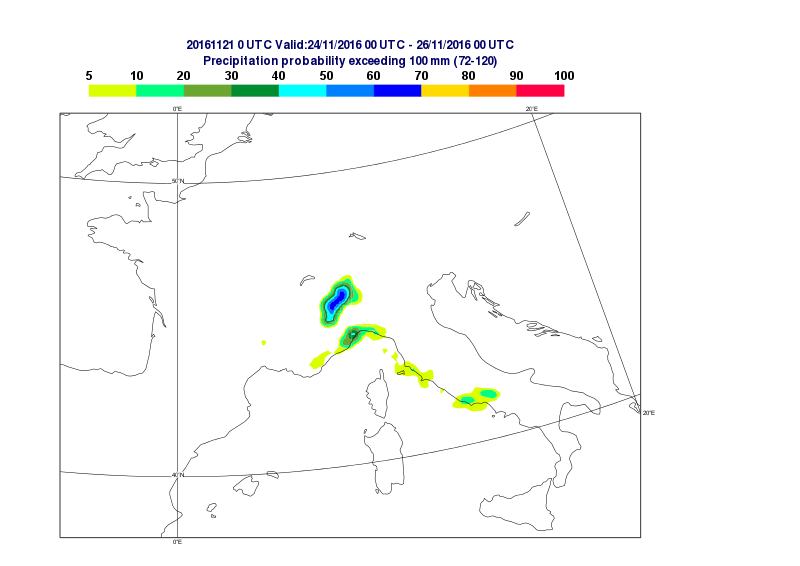 20161121 0 UTC Valid:24/11/2016 00 UTC - 26/11/2016 00 UTC
Precipitation probability exceeding 100 mm (72-120)
5 10 20 30 40 50 60 70 80 90 100
0°E 20°E
50°N
20°E
40°N
0°E